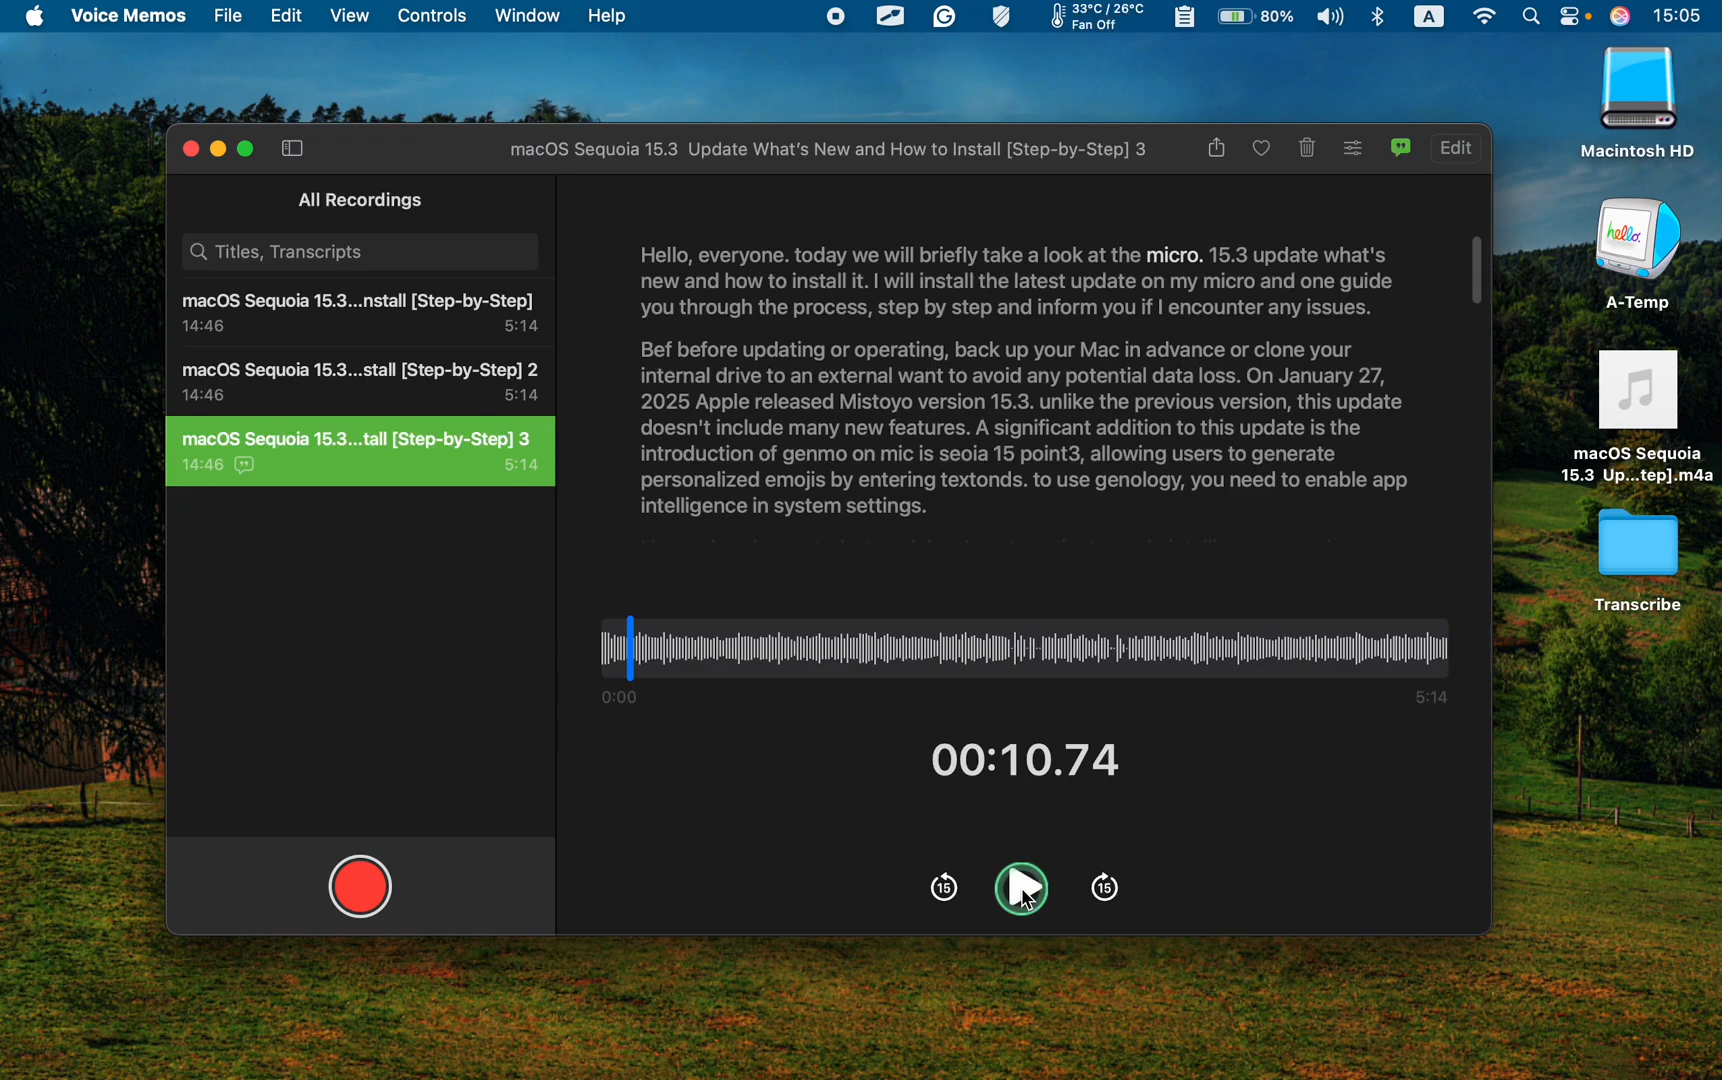 Voice Memos File Edit View Controls Window Help 33°C / 26°C Fan Off 80% A 15:05
Macintosh HD
A-Temp
hello.
macOS Sequoia
15.3 Up...tep].m4a
Transcribe
macOS Sequoia 15.3 Update What's New and How to Install [Step-by-Step] 3
Edit
All Recordings
Titles, Transcripts
macOS Sequoia 15.3...nstall [Step-by-Step]
14:46 5:14
macOS Sequoia 15.3...stall [Step-by-Step] 2
14:46 5:14
macOS Sequoia 15.3...tall [Step-by-Step] 3
14:46 5:14
Hello, everyone. today we will briefly take a look at the micro. 15.3 update what's
new and how to install it. I will install the latest update on my micro and one guide
you through the process, step by step and inform you if I encounter any issues.
Bef before updating or operating, back up your Mac in advance or clone your
internal drive to an external want to avoid any potential data loss. On January 27,
2025 Apple released Mistoyo version 15.3. unlike the previous version, this update
doesn't include many new features. A significant addition to this update is the
introduction of genmo on mic is seoia 15 point3, allowing users to generate
personalized emojis by entering textonds. to use genology, you need to enable app
intelligence in system settings.
0:00 5:14
00:10.74
15 15